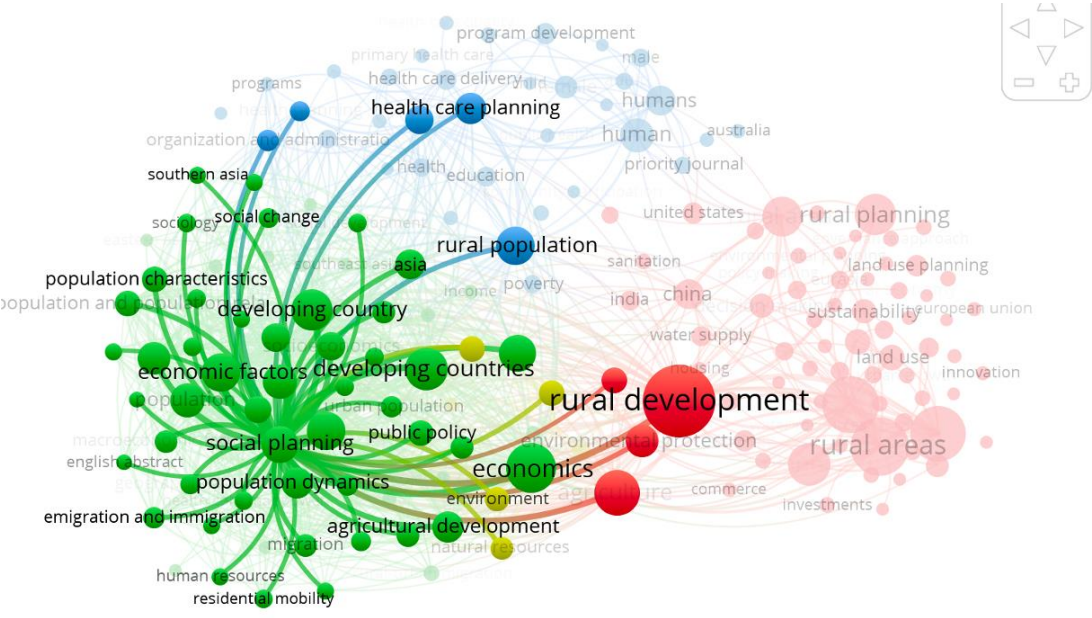 program development
primary health care
male
programs
health care delivery
child
humans
health care planning
human
australia
organization and administration
priority journal
health
education
southern asia
social change
sociology
united states
rural planning
rural population
asia
southeast asia
sanitation
land use planning
population characteristics
income
poverty
india
china
developing country
sustainability
european union
water supply
land use
economic factors
developing countries
housing
innovation
population
urban population
rural development
public policy
social planning
environmental protection
rural areas
english abstract
economics
population dynamics
environment
agriculture
commerce
investments
emigration and immigration
agricultural development
migration
natural resources
human resources
residential mobility